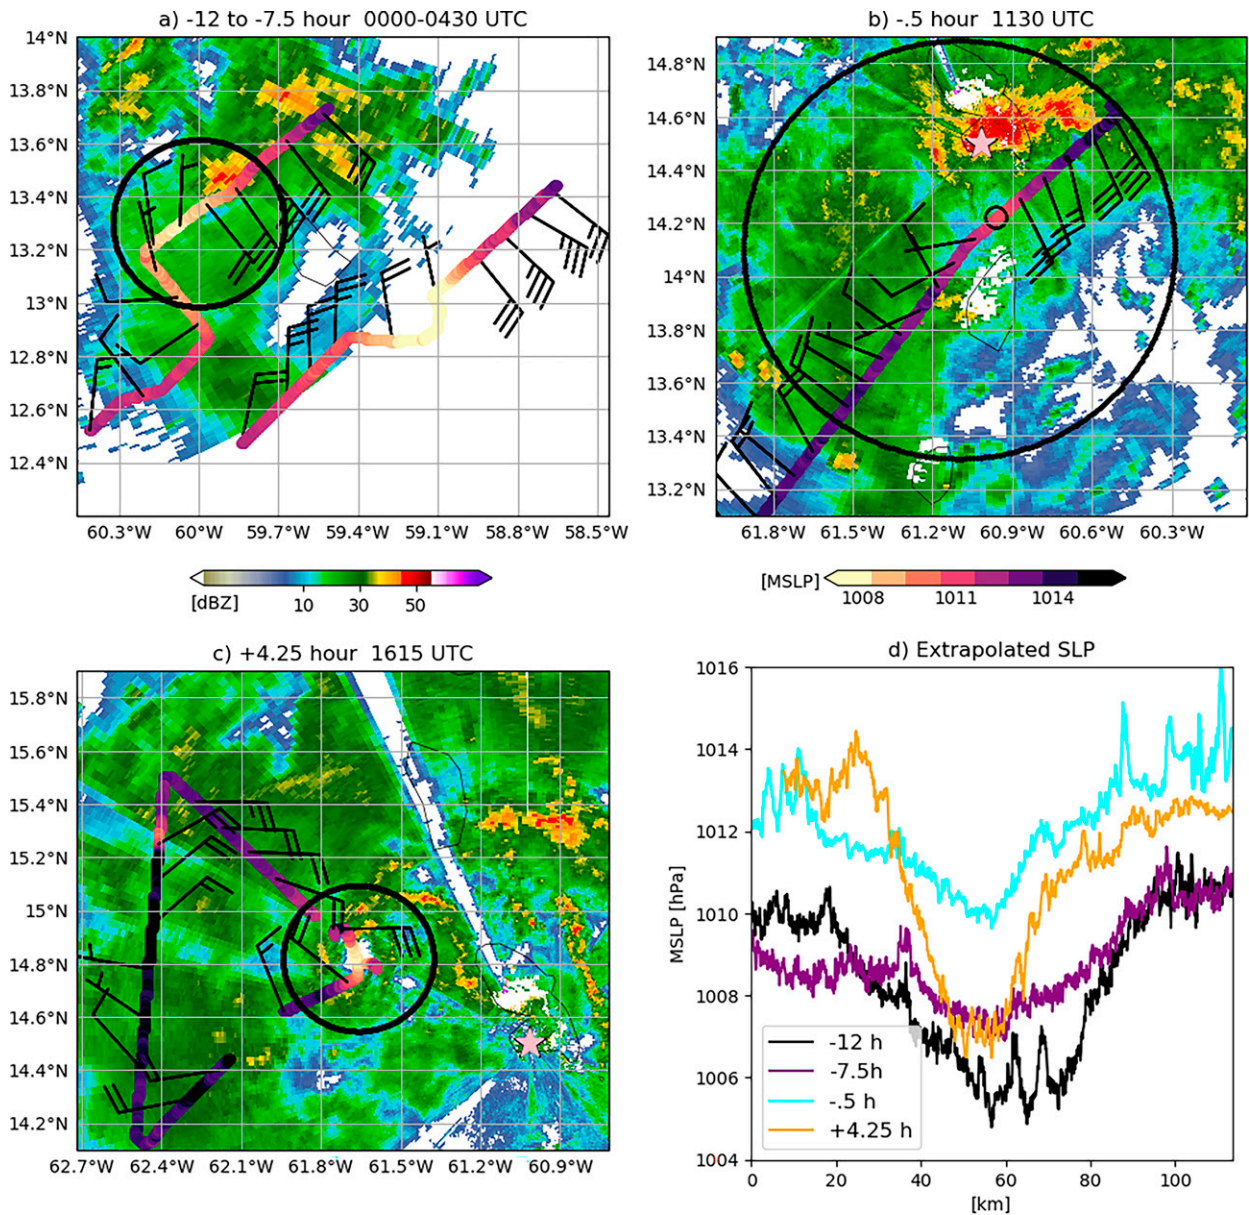 a) -12 to -7.5 hour  0000-0430 UTC
14°N
13.8°N
13.6°N
13.4°N
13.2°N
13°N
12.8°N
12.6°N
12.4°N
60.3°W
60°W
59.7°W
59.4°W
59.1°W
58.8°W
58.5°W
[dBZ]
10
30
50
b) -.5 hour  1130 UTC
14.8°N
14.6°N
14.4°N
14.2°N
14°N
13.8°N
13.6°N
13.4°N
13.2°N
61.8°W
61.5°W
61.2°W
60.9°W
60.6°W
60.3°W
[MSLP]
1008
1011
1014
c) +4.25 hour  1615 UTC
15.8°N
15.6°N
15.4°N
15.2°N
15°N
14.8°N
14.6°N
14.4°N
14.2°N
62.7°W
62.4°W
62.1°W
61.8°W
61.5°W
61.2°W
60.9°W
d) Extrapolated SLP
MSLP [hPa]
1016
1014
1012
1010
1008
1006
1004
-12 h
-7.5h
-.5 h
+4.25 h
0
20
40
60
80
100
[km]